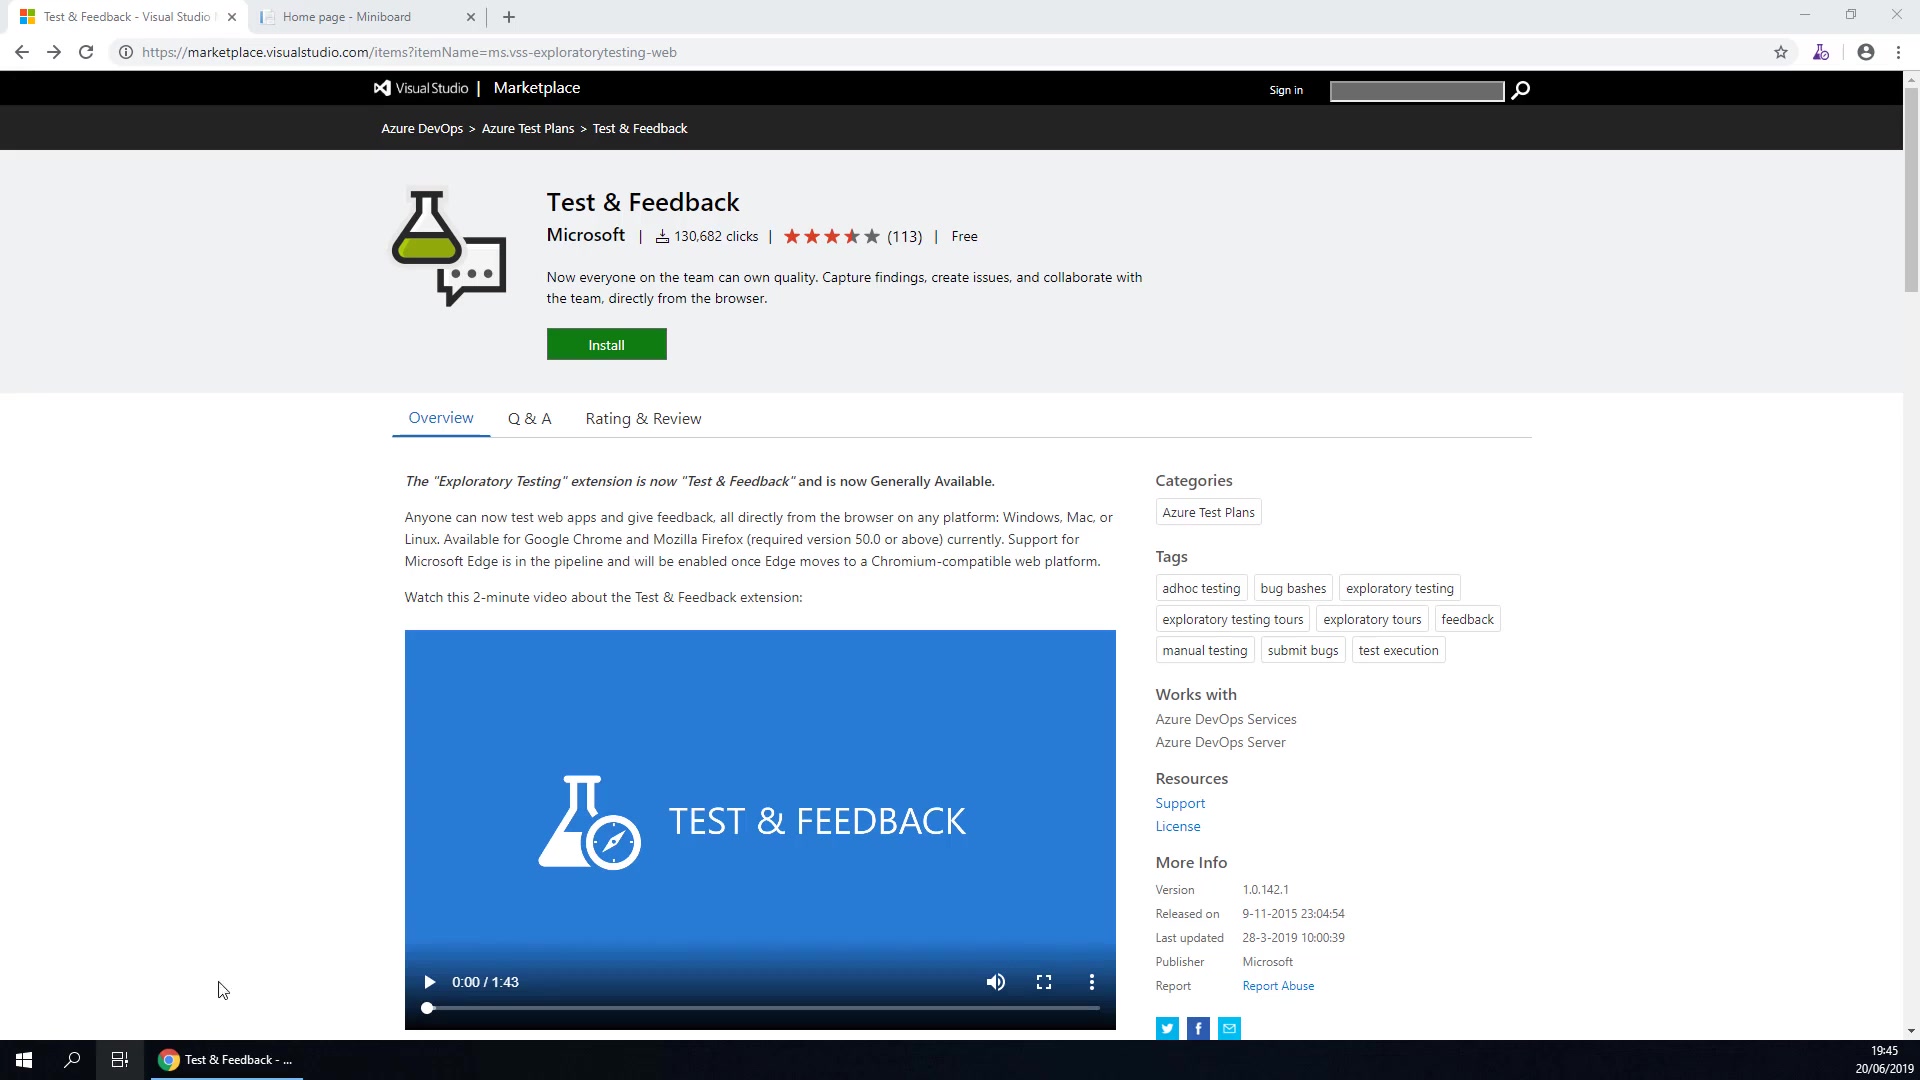 Test & Feedback - Visual Studio
Home page - Miniboard
https://marketplace.visualstudio.com/items?itemName=ms.vss-exploratorytesting-web
Visual Studio | Marketplace
Sign in
Azure DevOps > Azure Test Plans > Test & Feedback
Test & Feedback
Microsoft | 130,682 clicks | (113) | Free
Now everyone on the team can own quality. Capture findings, create issues, and collaborate with
the team, directly from the browser.
Install
Overview Q & A Rating & Review
The "Exploratory Testing" extension is now "Test & Feedback" and is now Generally Available.
Anyone can now test web apps and give feedback, all directly from the browser on any platform: Windows, Mac, or
Linux. Available for Google Chrome and Mozilla Firefox (required version 50.0 or above) currently. Support for
Microsoft Edge is in the pipeline and will be enabled once Edge moves to a Chromium-compatible web platform.
Watch this 2-minute video about the Test & Feedback extension:
TEST & FEEDBACK
0:00 / 1:43
Categories
Azure Test Plans
Tags
adhoc testing bug bashes exploratory testing
exploratory testing tours exploratory tours feedback
manual testing submit bugs test execution
Works with
Azure DevOps Services
Azure DevOps Server
Resources
Support
License
More Info
Version 1.0.142.1
Released on 9-11-2015 23:04:54
Last updated 28-3-2019 10:00:39
Publisher Microsoft
Report Report Abuse
Test & Feedback - ...
19:45
20/06/2019